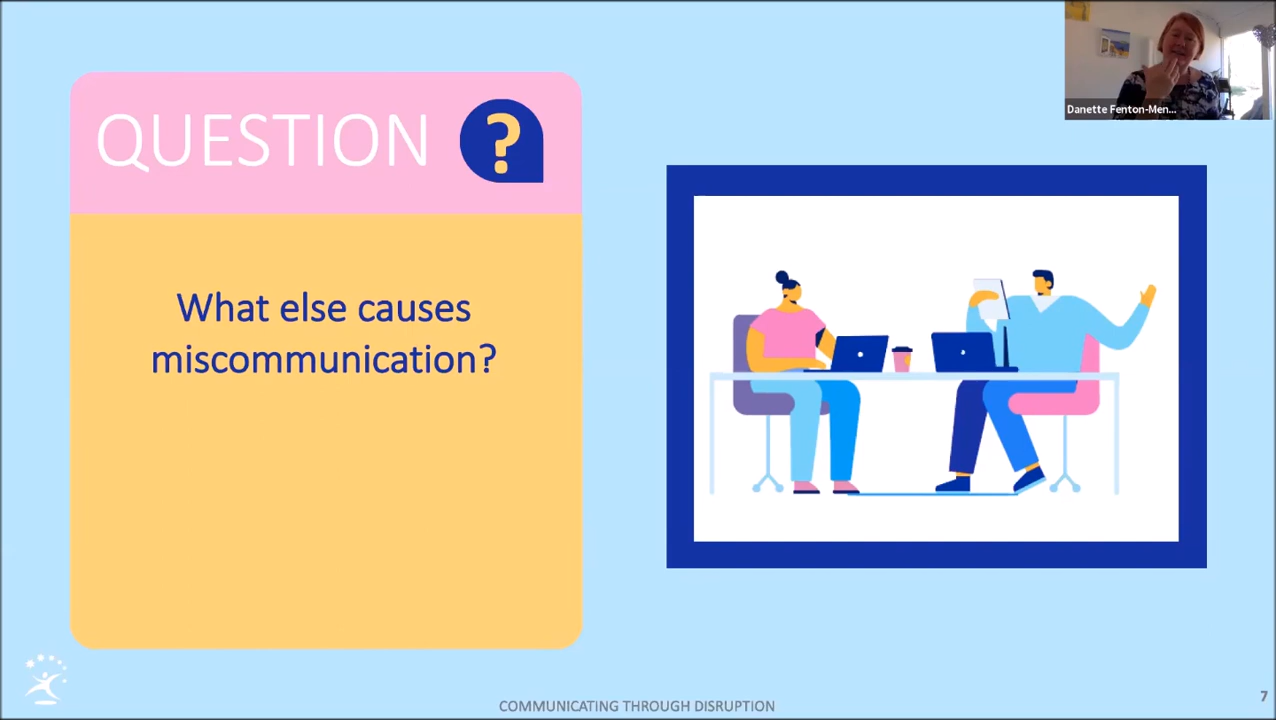 Danette Fenton-Men...
QUESTION ?
What else causes
miscommunication?
COMMUNICATING THROUGH DISRUPTION
7